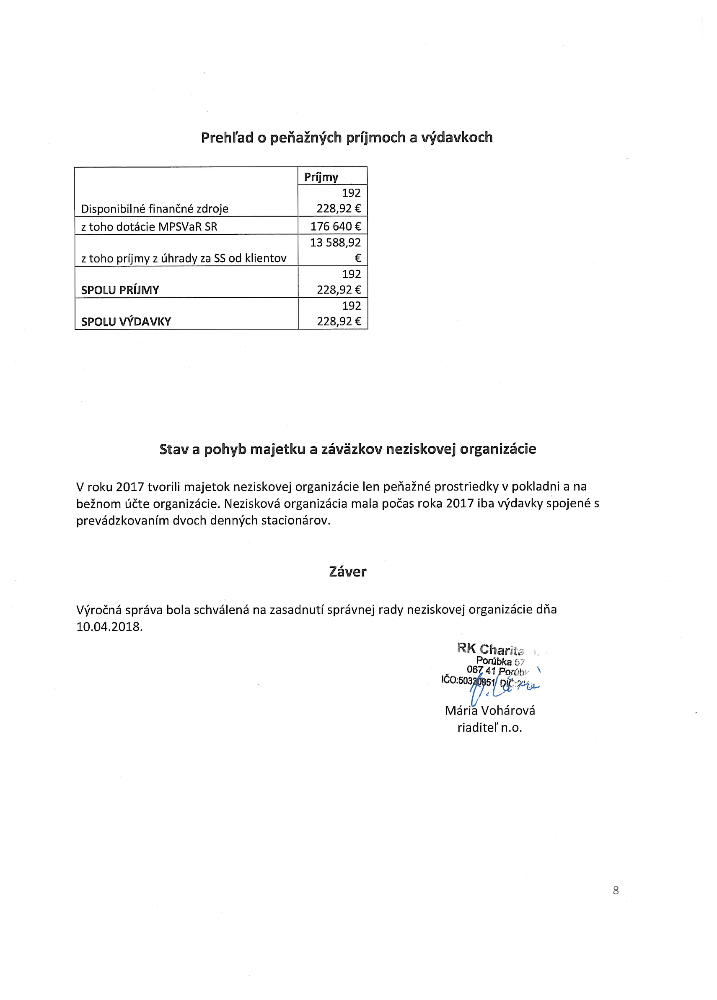 Prehľad o peňažných príjmoch a výdavkoch
Príjmy
192
Disponibilné finančné zdroje 228,92 €
z toho dotácie MPSVaR SR 176 640 €
13 588,92
z toho príjmy z úhrady za SS od klientov €
192
SPOLU PRÍJMY 228,92 €
192
SPOLU VÝDAVKY 228,92 €
Stav a pohyb majetku a záväzkov neziskovej organizácie
V roku 2017 tvorili majetok neziskovej organizácie len peňažné prostriedky v pokladni a na
bežnom účte organizácie. Nezisková organizácia mala počas roka 2017 iba výdavky spojené s
prevádzkovaním dvoch denných stacionárov.
Záver
Výročná správa bola schválená na zasadnutí správnej rady neziskovej organizácie dňa
10.04.2018.
RK Charita
Porúbka 57
067 41
IČO:50330951 DIČ:
Mária Vohárová
riaditeľ n.o.
8